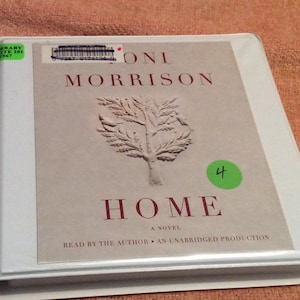 ONI
MORRISON
4
HOME
A NOVEL
READ BY THE AUTHOR • AN UNABRIDGED PRODUCTION